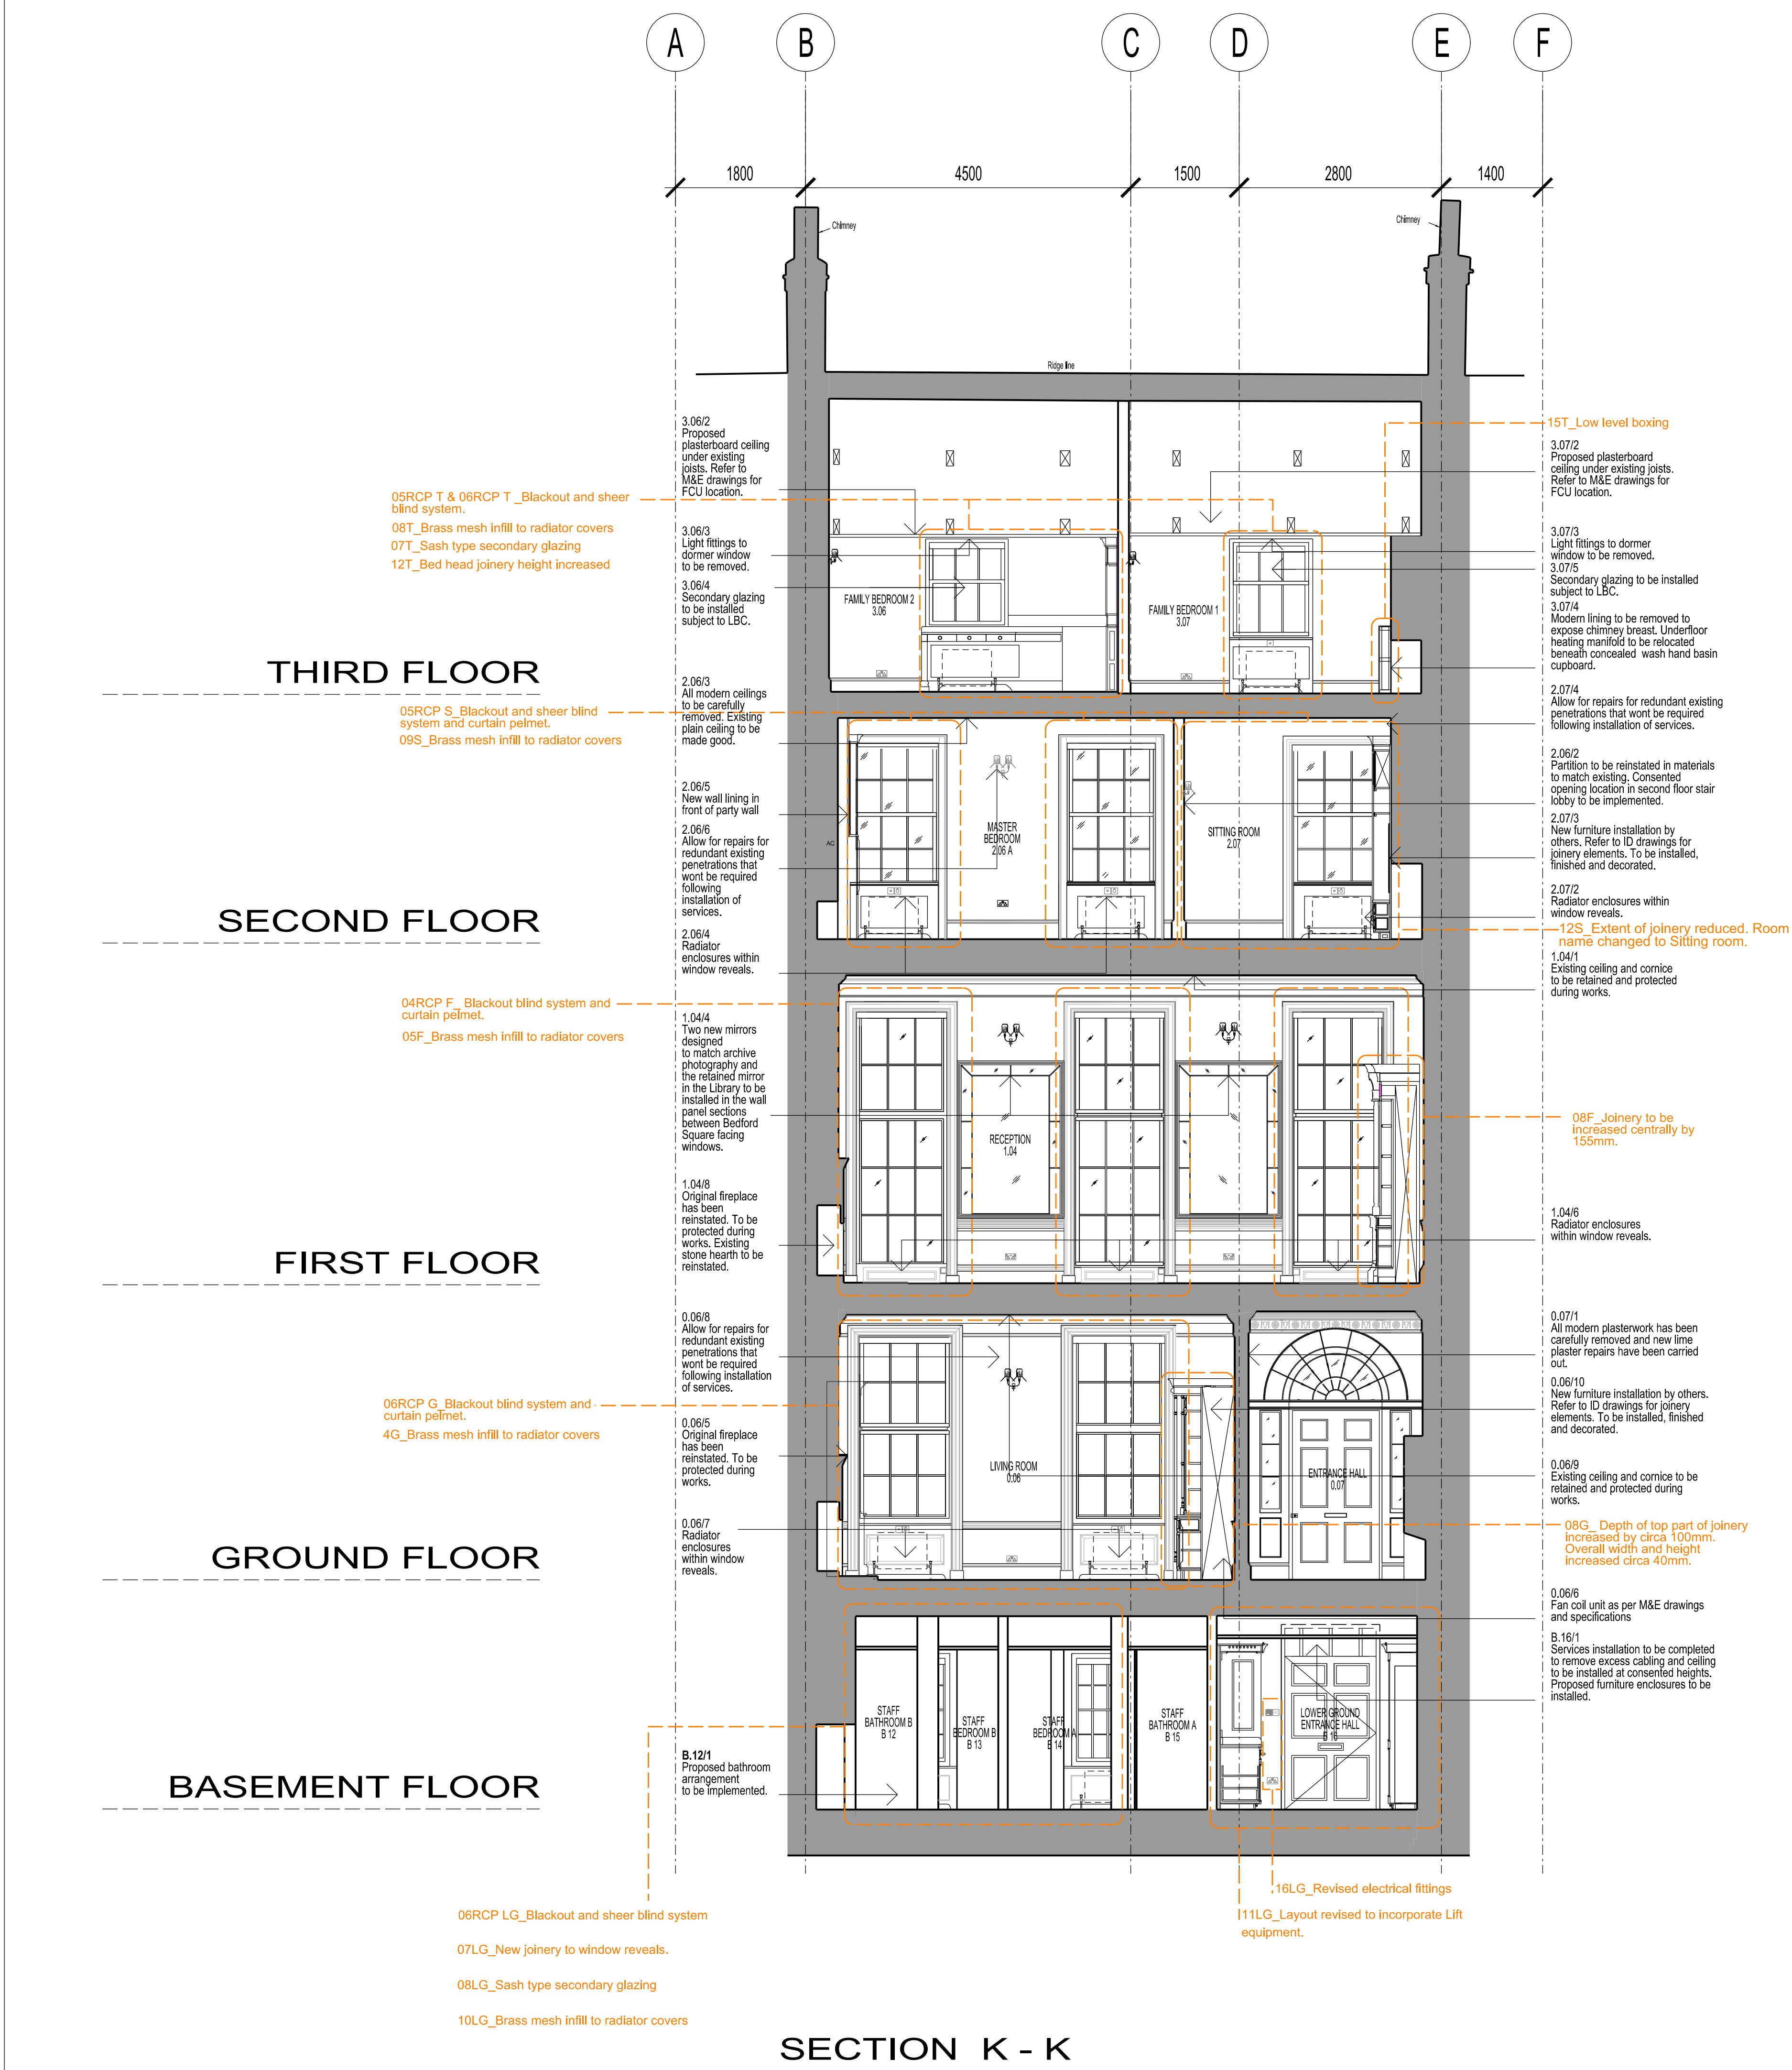 A B C D E F
1800 4500 1500 2800 1400
Chimney
Chimney
Ridge line
3.06/2
Proposed
plasterboard ceiling
under existing
joists. Refer to
M&E drawings for
FCU location.
3.06/3
Light fittings to
dormer window
to be removed.
3.06/4
Secondary glazing
to be installed
subject to LBC.
05RCP T & 06RCP T _Blackout and sheer
blind system.
08T_Brass mesh infill to radiator covers
07T_Sash type secondary glazing
12T_Bed head joinery height increased
FAMILY BEDROOM 2
3.06
FAMILY BEDROOM 1
3.07
15T_Low level boxing
3.07/2
Proposed plasterboard
ceiling under existing joists.
Refer to M&E drawings for
FCU location.
3.07/3
Light fittings to dormer
window to be removed.
3.07/5
Secondary glazing to be installed
subject to LBC.
3.07/4
Modern lining to be removed to
expose chimney breast. Underfloor
heating manifold to be relocated
beneath concealed wash hand basin
cupboard.
THIRD FLOOR
2.06/3
All modern ceilings
to be carefully
removed. Existing
plain ceiling to be
made good.
05RCP S_Blackout and sheer blind
system and curtain pelmet.
09S_Brass mesh infill to radiator covers
2.06/5
New wall lining in
front of party wall
2.06/6
Allow for repairs for
redundant existing
penetrations that
wont be required
following
installation of
services.
2.06/4
Radiator
enclosures within
window reveals.
AC
MASTER
BEDROOM
2.06 A
SITTING ROOM
2.07
2.07/4
Allow for repairs for redundant existing
penetrations that wont be required
following installation of services.
2.06/2
Partition to be reinstated in materials
to match existing. Consented
opening location in second floor stair
lobby to be implemented.
2.07/3
New furniture installation by
others. Refer to ID drawings for
joinery elements. To be installed,
finished and decorated.
2.07/2
Radiator enclosures within
window reveals.
12S_Extent of joinery reduced. Room
name changed to Sitting room.
SECOND FLOOR
1.04/1
Existing ceiling and cornice
to be retained and protected
during works.
04RCP F_ Blackout blind system and
curtain pelmet.
05F_Brass mesh infill to radiator covers
1.04/4
Two new mirrors
designed
to match archive
photography and
the retained mirror
in the Library to be
installed in the wall
panel sections
between Bedford
Square facing
windows.
1.04/8
Original fireplace
has been
reinstated. To be
protected during
works. Existing
stone hearth to be
reinstated.
RECEPTION
1.04
08F_Joinery to be
increased centrally by
155mm.
1.04/6
Radiator enclosures
within window reveals.
FIRST FLOOR
0.06/8
Allow for repairs for
redundant existing
penetrations that
wont be required
following installation
of services.
06RCP G_Blackout blind system and
curtain pelmet.
4G_Brass mesh infill to radiator covers
0.06/5
Original fireplace
has been
reinstated. To be
protected during
works.
0.06/7
Radiator
enclosures
within window
reveals.
LIVING ROOM
0.06
ENTRANCE HALL
0.07
0.07/1
All modern plasterwork has been
carefully removed and new lime
plaster repairs have been carried
out.
0.06/10
New furniture installation by others.
Refer to ID drawings for joinery
elements. To be installed, finished
and decorated.
0.06/9
Existing ceiling and cornice to be
retained and protected during
works.
08G_ Depth of top part of joinery
increased by circa 100mm.
Overall width and height
increased circa 40mm.
GROUND FLOOR
0.06/6
Fan coil unit as per M&E drawings
and specifications
B.16/1
Services installation to be completed
to remove excess cabling and ceiling
to be installed at consented heights.
Proposed furniture enclosures to be
installed.
STAFF
BATHROOM B
B 12
STAFF
BEDROOM B
B 13
STAFF
BEDROOM A
B 14
STAFF
BATHROOM A
B 15
LOWER GROUND
ENTRANCE HALL
B 16
B.12/1
Proposed bathroom
arrangement
to be implemented.
BASEMENT FLOOR
16LG_Revised electrical fittings
11LG_Layout revised to incorporate Lift
equipment.
06RCP LG_Blackout and sheer blind system
07LG_New joinery to window reveals.
08LG_Sash type secondary glazing
10LG_Brass mesh infill to radiator covers
SECTION K - K